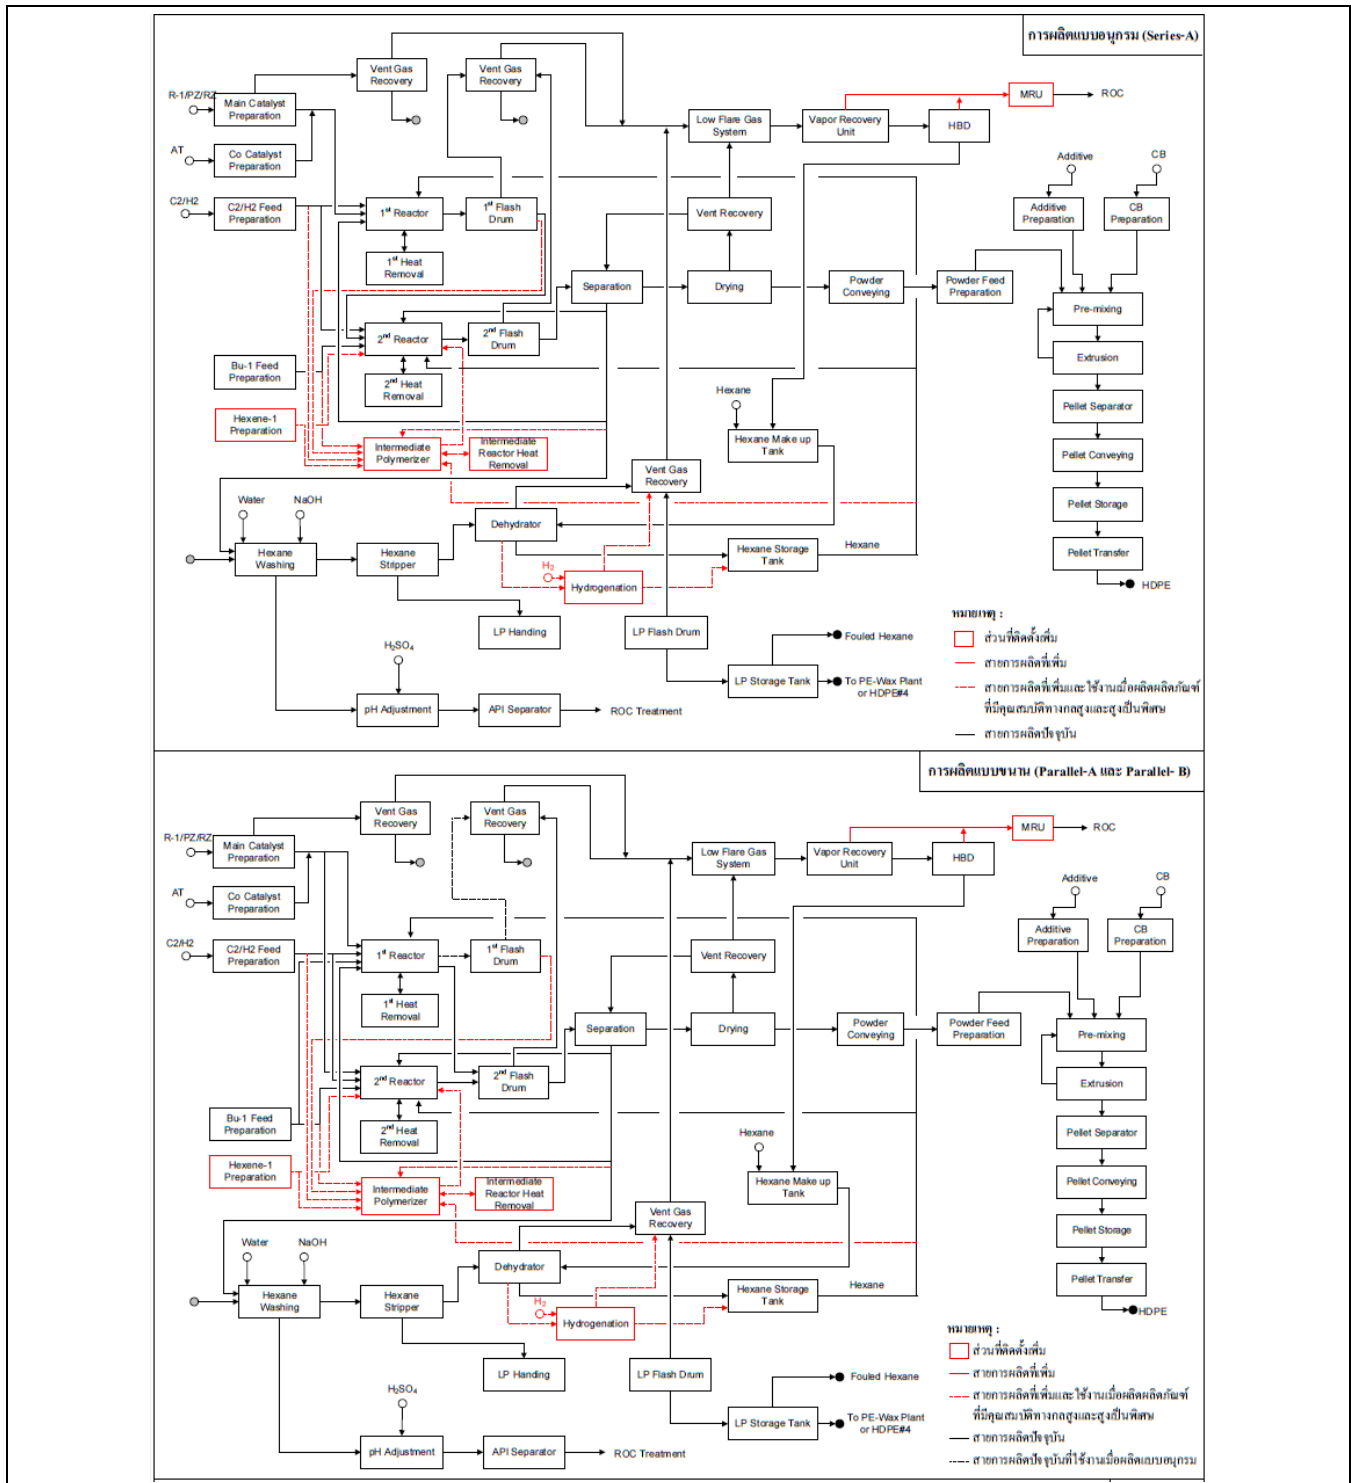 การผลิตแบบอนุกรม (Series-A)
Vent Gas
Recovery
Vent Gas
Recovery
R-1/PZ/RZ
Main Catalyst
Preparation
Low Flare Gas
System
Vapor Recovery
Unit
HBD
MRU
ROC
AT
Co Catalyst
Preparation
Additive
CB
C2/H2
C2/H2 Feed
Preparation
1st Reactor
1st Flash
Drum
Vent Recovery
Additive
Preparation
CB
Preparation
1st Heat
Removal
Separation
Drying
Powder
Conveying
Powder Feed
Preparation
Pre-mixing
2nd Reactor
2nd Flash
Drum
Extrusion
Bu-1 Feed
Preparation
2nd Heat
Removal
Hexane
Pellet Separator
Hexene-1
Preparation
Intermediate
Polymerizer
Intermediate
Reactor Heat
Removal
Hexane Make up
Tank
Pellet Conveying
Vent Gas
Recovery
Water
NaOH
Dehydrator
Pellet Storage
Hexane
Washing
Hexane
Stripper
Hexane Storage
Tank
Hexane
Pellet Transfer
H2
Hydrogenation
HDPE
LP Handing
LP Flash Drum
Fouled Hexane
H2SO4
LP Storage Tank
To PE-Wax Plant
or HDPE#4
pH Adjustment
API Separator
ROC Treatment
หมายเหตุ :
ส่วนที่ติดตั้งเพิ่ม
สายการผลิตที่เพิ่ม
สายการผลิตที่เพิ่มและใช้งานเมื่อผลิตผลิตภัณฑ์
ที่มีคุณสมบัติทางกลสูงและสูงเป็นพิเศษ
สายการผลิตปัจจุบัน
การผลิตแบบขนาน (Parallel-A และ Parallel- B)
Vent Gas
Recovery
Vent Gas
Recovery
R-1/PZ/RZ
Main Catalyst
Preparation
Low Flare Gas
System
Vapor Recovery
Unit
HBD
MRU
ROC
AT
Co Catalyst
Preparation
Additive
CB
C2/H2
C2/H2 Feed
Preparation
1st Reactor
1st Flash
Drum
Vent Recovery
Additive
Preparation
CB
Preparation
1st Heat
Removal
Separation
Drying
Powder
Conveying
Powder Feed
Preparation
Pre-mixing
2nd Reactor
2nd Flash
Drum
Extrusion
Bu-1 Feed
Preparation
2nd Heat
Removal
Hexane
Pellet Separator
Hexene-1
Preparation
Intermediate
Polymerizer
Intermediate
Reactor Heat
Removal
Hexane Make up
Tank
Pellet Conveying
Vent Gas
Recovery
Water
NaOH
Dehydrator
Pellet Storage
Hexane
Washing
Hexane
Stripper
Hexane Storage
Tank
Hexane
Pellet Transfer
H2
Hydrogenation
HDPE
LP Handing
LP Flash Drum
Fouled Hexane
H2SO4
LP Storage Tank
To PE-Wax Plant
or HDPE#4
pH Adjustment
API Separator
ROC Treatment
หมายเหตุ :
ส่วนที่ติดตั้งเพิ่ม
สายการผลิตที่เพิ่ม
สายการผลิตที่เพิ่มและใช้งานเมื่อผลิตผลิตภัณฑ์
ที่มีคุณสมบัติทางกลสูงและสูงเป็นพิเศษ
สายการผลิตปัจจุบัน
สายการผลิตปัจจุบันที่ใช้งานเมื่อผลิตแบบอนุกรม